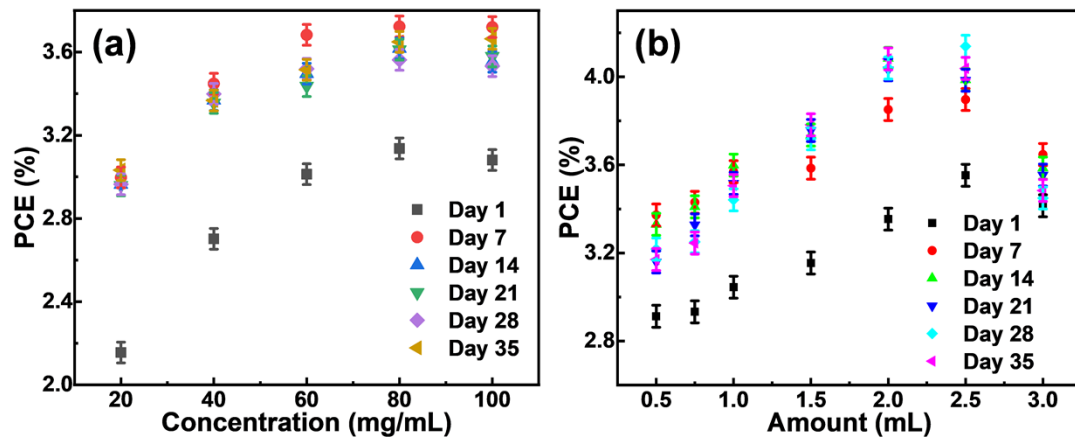 (a)
PCE (%)
3.6
3.2
2.8
2.4
2.0
Day 1
Day 7
Day 14
Day 21
Day 28
Day 35
20 40 60 80 100
Concentration (mg/mL)
(b)
PCE (%)
4.0
3.6
3.2
2.8
Day 1
Day 7
Day 14
Day 21
Day 28
Day 35
0.5 1.0 1.5 2.0 2.5 3.0
Amount (mL)